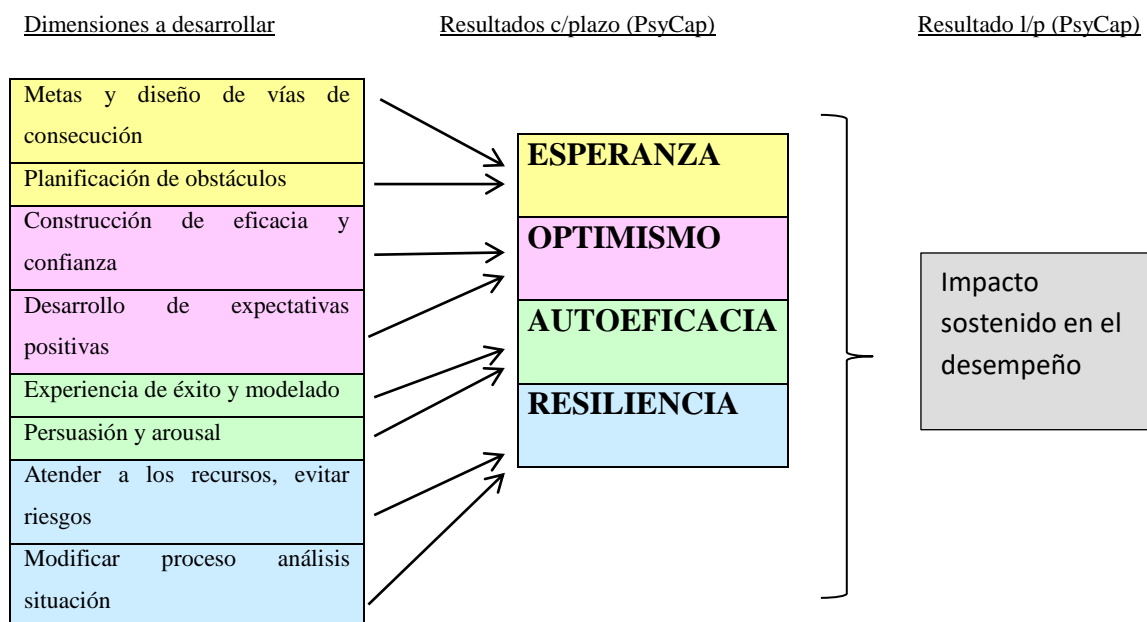 Dimensiones a desarrollar
Resultados c/plazo (PsyCap)
Resultado l/p (PsyCap)
Metas y diseño de vías de
consecución
Planificación de obstáculos
Construcción de eficacia y
confianza
Desarrollo de expectativas
positivas
Experiencia de éxito y modelado
Persuasión y arousal
Atender a los recursos, evitar
riesgos
Modificar proceso análisis
situación
ESPERANZA
OPTIMISMO
AUTOEFICACIA
RESILIENCIA
Impacto
sostenido en el
desempeño